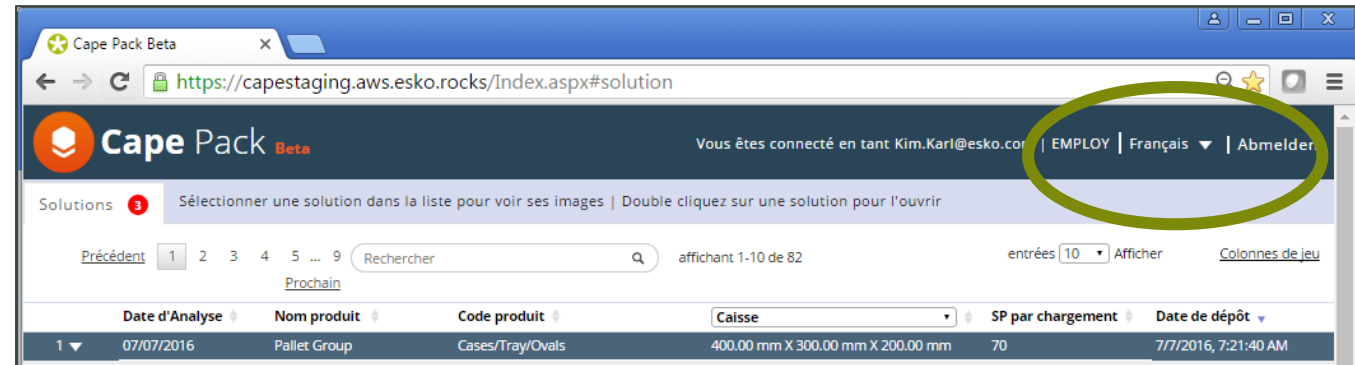 Cape Pack Beta
https://capestaging.aws.esko.rocks/Index.aspx#solution
Cape Pack Beta
Vous êtes connecté en tant Kim.Karl@esko.com | EMPLOY | Français ▼ | Abmelden
Solutions 3 Sélectionner une solution dans la liste pour voir ses images | Double cliquez sur une solution pour l'ouvrir
Précédent 1 2 3 4 5 ... 9 Rechercher affichant 1-10 de 82 entrées 10 Afficher Colonnes de jeu
Prochain
Date d'Analyse Nom produit Code produit Caisse SP par chargement Date de dépôt
1 07/07/2016 Pallet Group Cases/Tray/Ovals 400.00 mm X 300.00 mm X 200.00 mm 70 7/7/2016, 7:21:40 AM